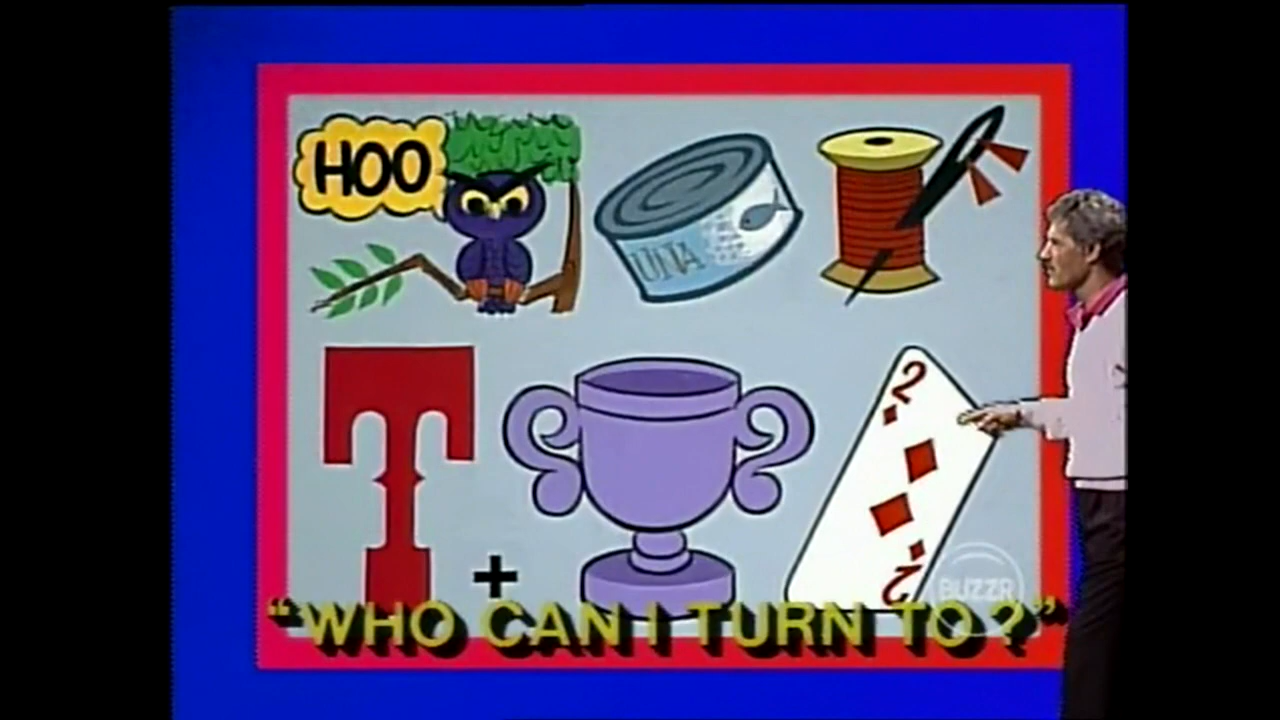 HOO
UNA
T
2
2
+
BUZZR
“WHO CAN I TURN TO?”